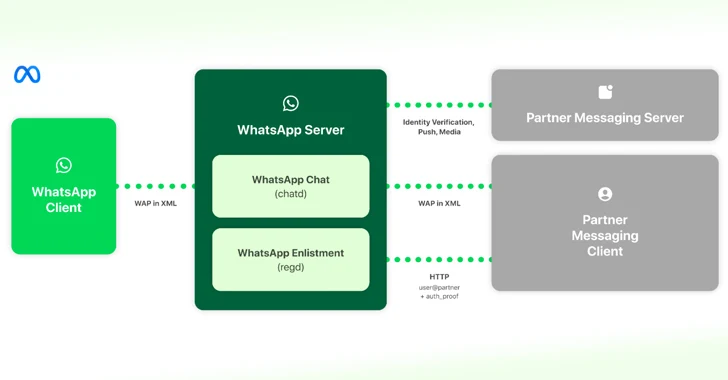 WhatsApp
Client
WAP in XML
WhatsApp Server
WhatsApp Chat
(chatd)
WhatsApp Enlistment
(regd)
Identity Verification,
Push, Media
WAP in XML
HTTP
user@partner
+ auth_proof
Partner Messaging Server
Partner
Messaging
Client